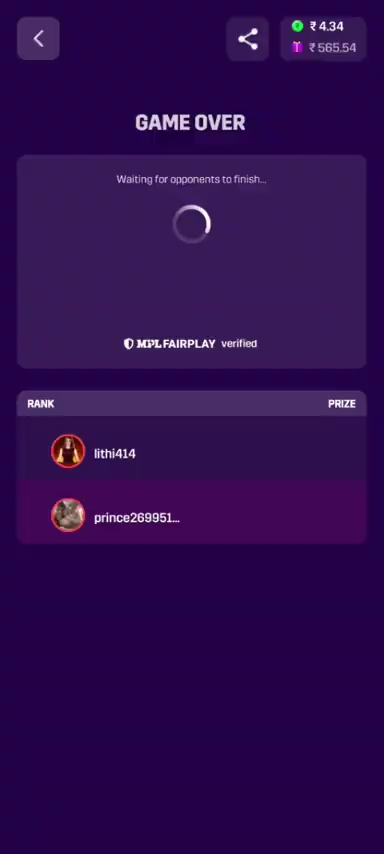 ₹ 4.34
₹ 565.54
GAME OVER
Waiting for opponents to finish...
MPL FAIRPLAY verified
RANK PRIZE
lithi414
prince269951...